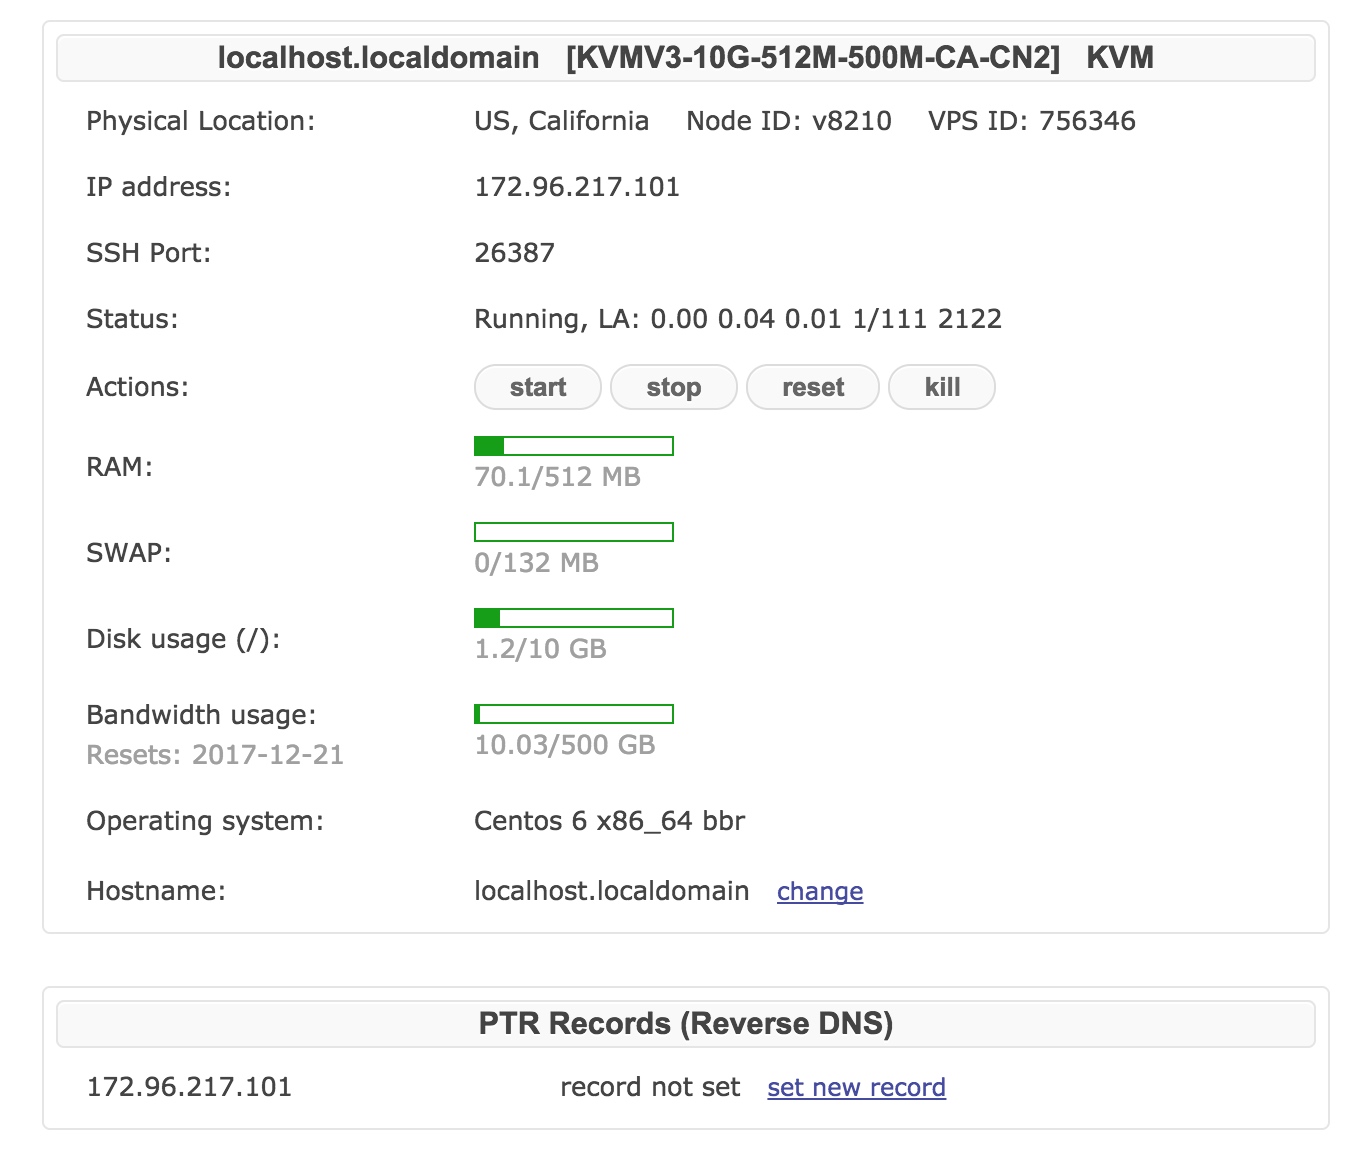 localhost.localdomain [KVMV3-10G-512M-500M-CA-CN2] KVM
Physical Location: US, California Node ID: v8210 VPS ID: 756346
IP address: 172.96.217.101
SSH Port: 26387
Status: Running, LA: 0.00 0.04 0.01 1/111 2122
Actions: start stop reset kill
RAM: 70.1/512 MB
SWAP: 0/132 MB
Disk usage (/): 1.2/10 GB
Bandwidth usage: 10.03/500 GB
Resets: 2017-12-21
Operating system: Centos 6 x86_64 bbr
Hostname: localhost.localdomain change
PTR Records (Reverse DNS)
172.96.217.101 record not set set new record